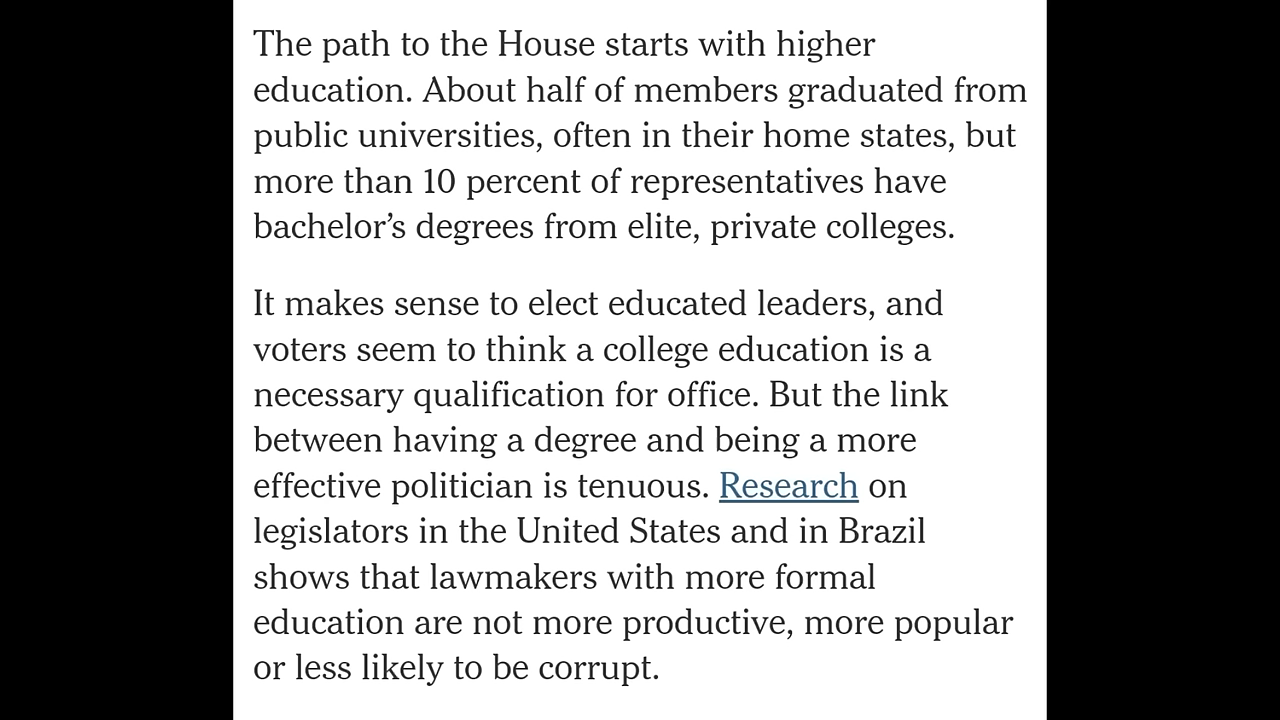 The path to the House starts with higher
education. About half of members graduated from
public universities, often in their home states, but
more than 10 percent of representatives have
bachelor’s degrees from elite, private colleges.
It makes sense to elect educated leaders, and
voters seem to think a college education is a
necessary qualification for office. But the link
between having a degree and being a more
effective politician is tenuous. Research on
legislators in the United States and in Brazil
shows that lawmakers with more formal
education are not more productive, more popular
or less likely to be corrupt.